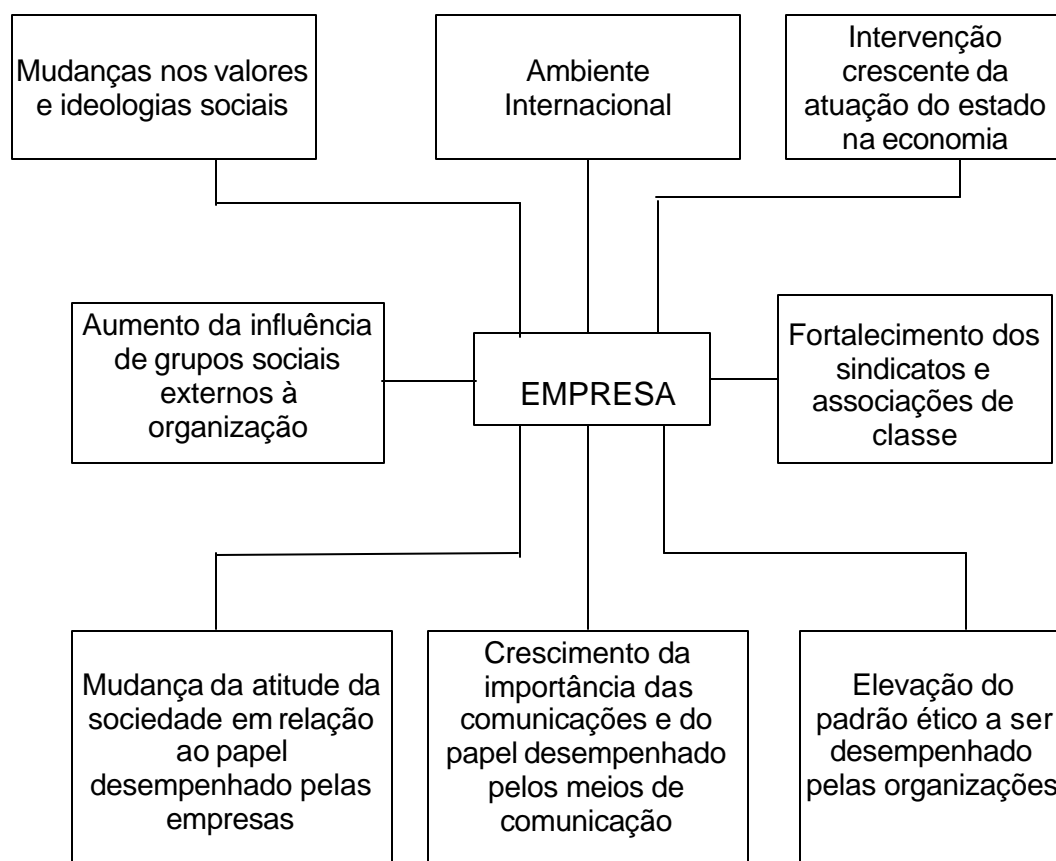 Mudanças nos valores
e ideologias sociais
Ambiente
Internacional
Intervenção
crescente da
atuação do estado
na economia
Aumento da influência
de grupos sociais
externos à
organização
EMPRESA
Fortalecimento dos
sindicatos e
associações de
classe
Mudança da atitude da
sociedade em relação
ao papel
desempenhado pelas
empresas
Crescimento da
importância das
comunicações e do
papel desempenhado
pelos meios de
comunicação
Elevação do
padrão ético a ser
desempenhado
pelas organizações